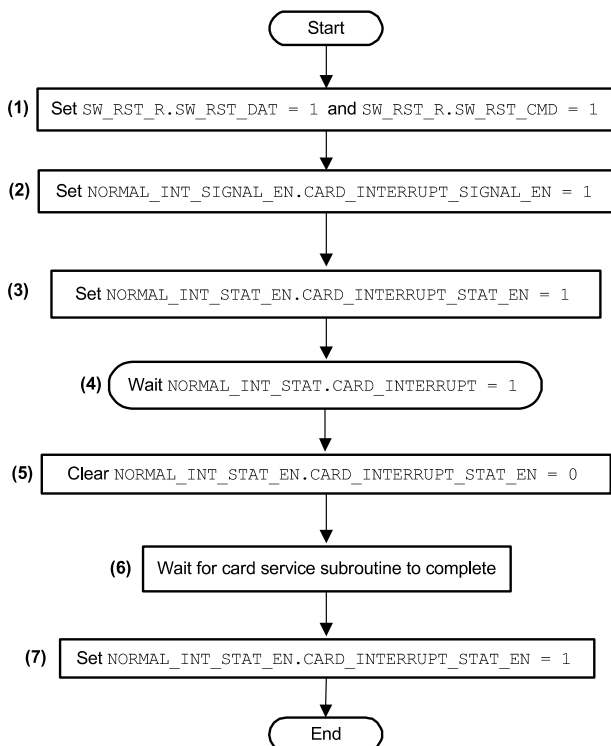 Start
(1) Set SW_RST_R.SW_RST_DAT = 1 and SW_RST_R.SW_RST_CMD = 1
(2) Set NORMAL_INT_SIGNAL_EN.CARD_INTERRUPT_SIGNAL_EN = 1
(3) Set NORMAL_INT_STAT_EN.CARD_INTERRUPT_STAT_EN = 1
(4) Wait NORMAL_INT_STAT.CARD_INTERRUPT = 1
(5) Clear NORMAL_INT_STAT_EN.CARD_INTERRUPT_STAT_EN = 0
(6) Wait for card service subroutine to complete
(7) Set NORMAL_INT_STAT_EN.CARD_INTERRUPT_STAT_EN = 1
End